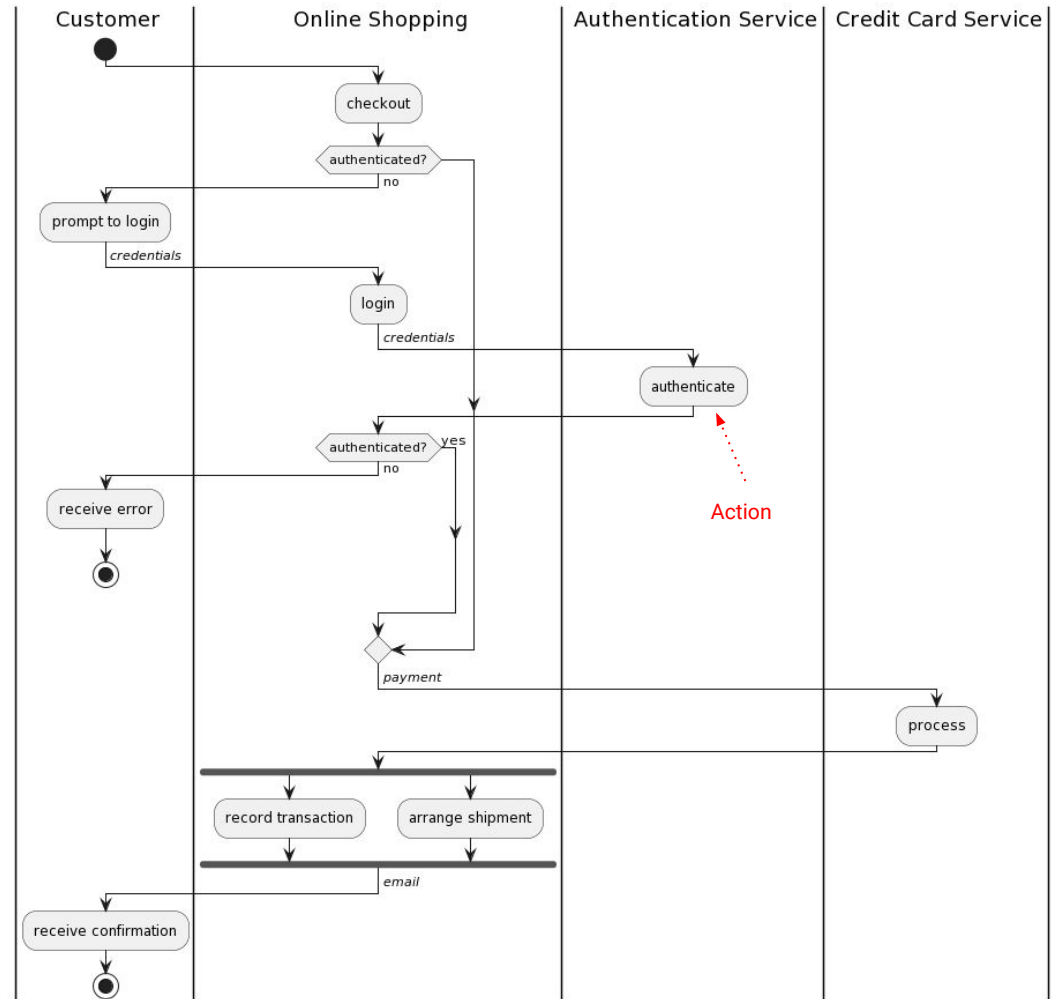 Customer
Online Shopping
Authentication Service
Credit Card Service
checkout
authenticated?
no
prompt to login
credentials
login
credentials
authenticate
authenticated?
yes
no
receive error
Action
payment
process
record transaction
arrange shipment
email
receive confirmation